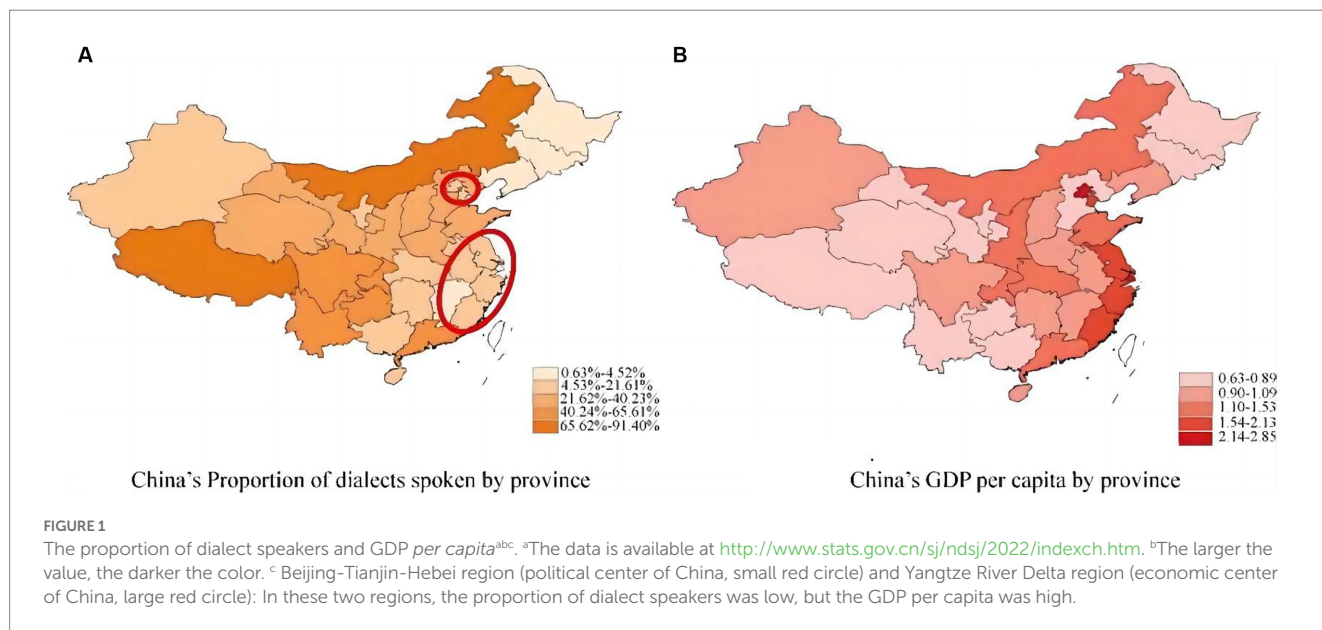 A
B
0.63%-4.52%
4.53%-21.61%
21.62%-40.23%
40.24%-65.61%
65.62%-91.40%
0.63-0.89
0.90-1.09
1.10-1.53
1.54-2.13
2.14-2.85
China's Proportion of dialects spoken by province
China's GDP per capita by province
FIGURE 1
The proportion of dialect speakers and GDP per capitaᵃᵇᶜ. ᵃThe data is available at http://www.stats.gov.cn/sj/ndsj/2022/indexch.htm. ᵇThe larger the
value, the darker the color. ᶜ Beijing-Tianjin-Hebei region (political center of China, small red circle) and Yangtze River Delta region (economic center
of China, large red circle): In these two regions, the proportion of dialect speakers was low, but the GDP per capita was high.